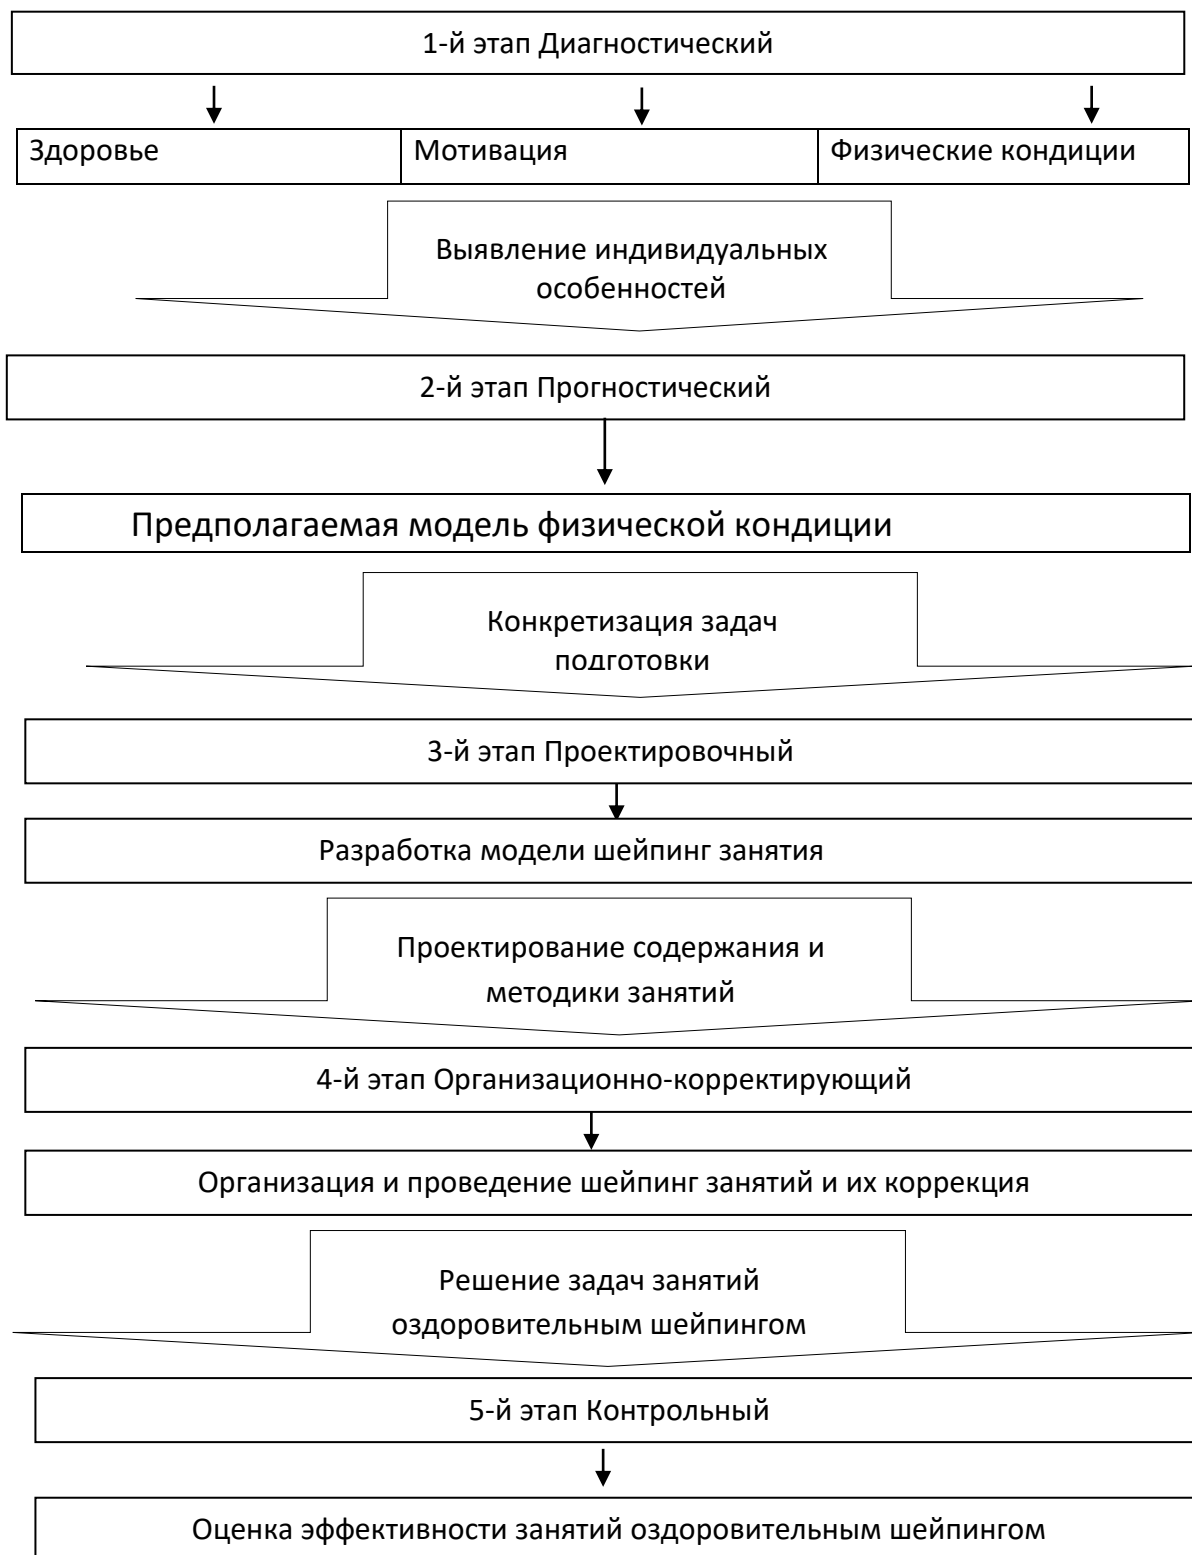 1-й этап Диагностический
Здоровье
Мотивация
Физические кондиции
Выявление индивидуальных
особенностей
2-й этап Прогностический
Предполагаемая модель физической кондиции
Конкретизация задач
подготовки
3-й этап Проектировочный
Разработка модели шейпинг занятия
Проектирование содержания и
методики занятий
4-й этап Организационно-корректирующий
Организация и проведение шейпинг занятий и их коррекция
Решение задач занятий
оздоровительным шейпингом
5-й этап Контрольный
Оценка эффективности занятий оздоровительным шейпингом